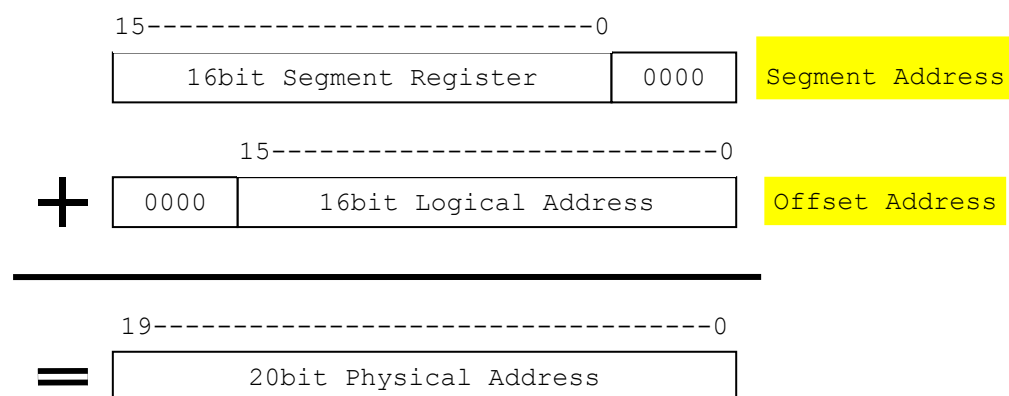 15-----------------------------0
16bit Segment Register 0000 Segment Address
15----------------------------0
+ 0000 16bit Logical Address Offset Address
19-----------------------------------0
= 20bit Physical Address